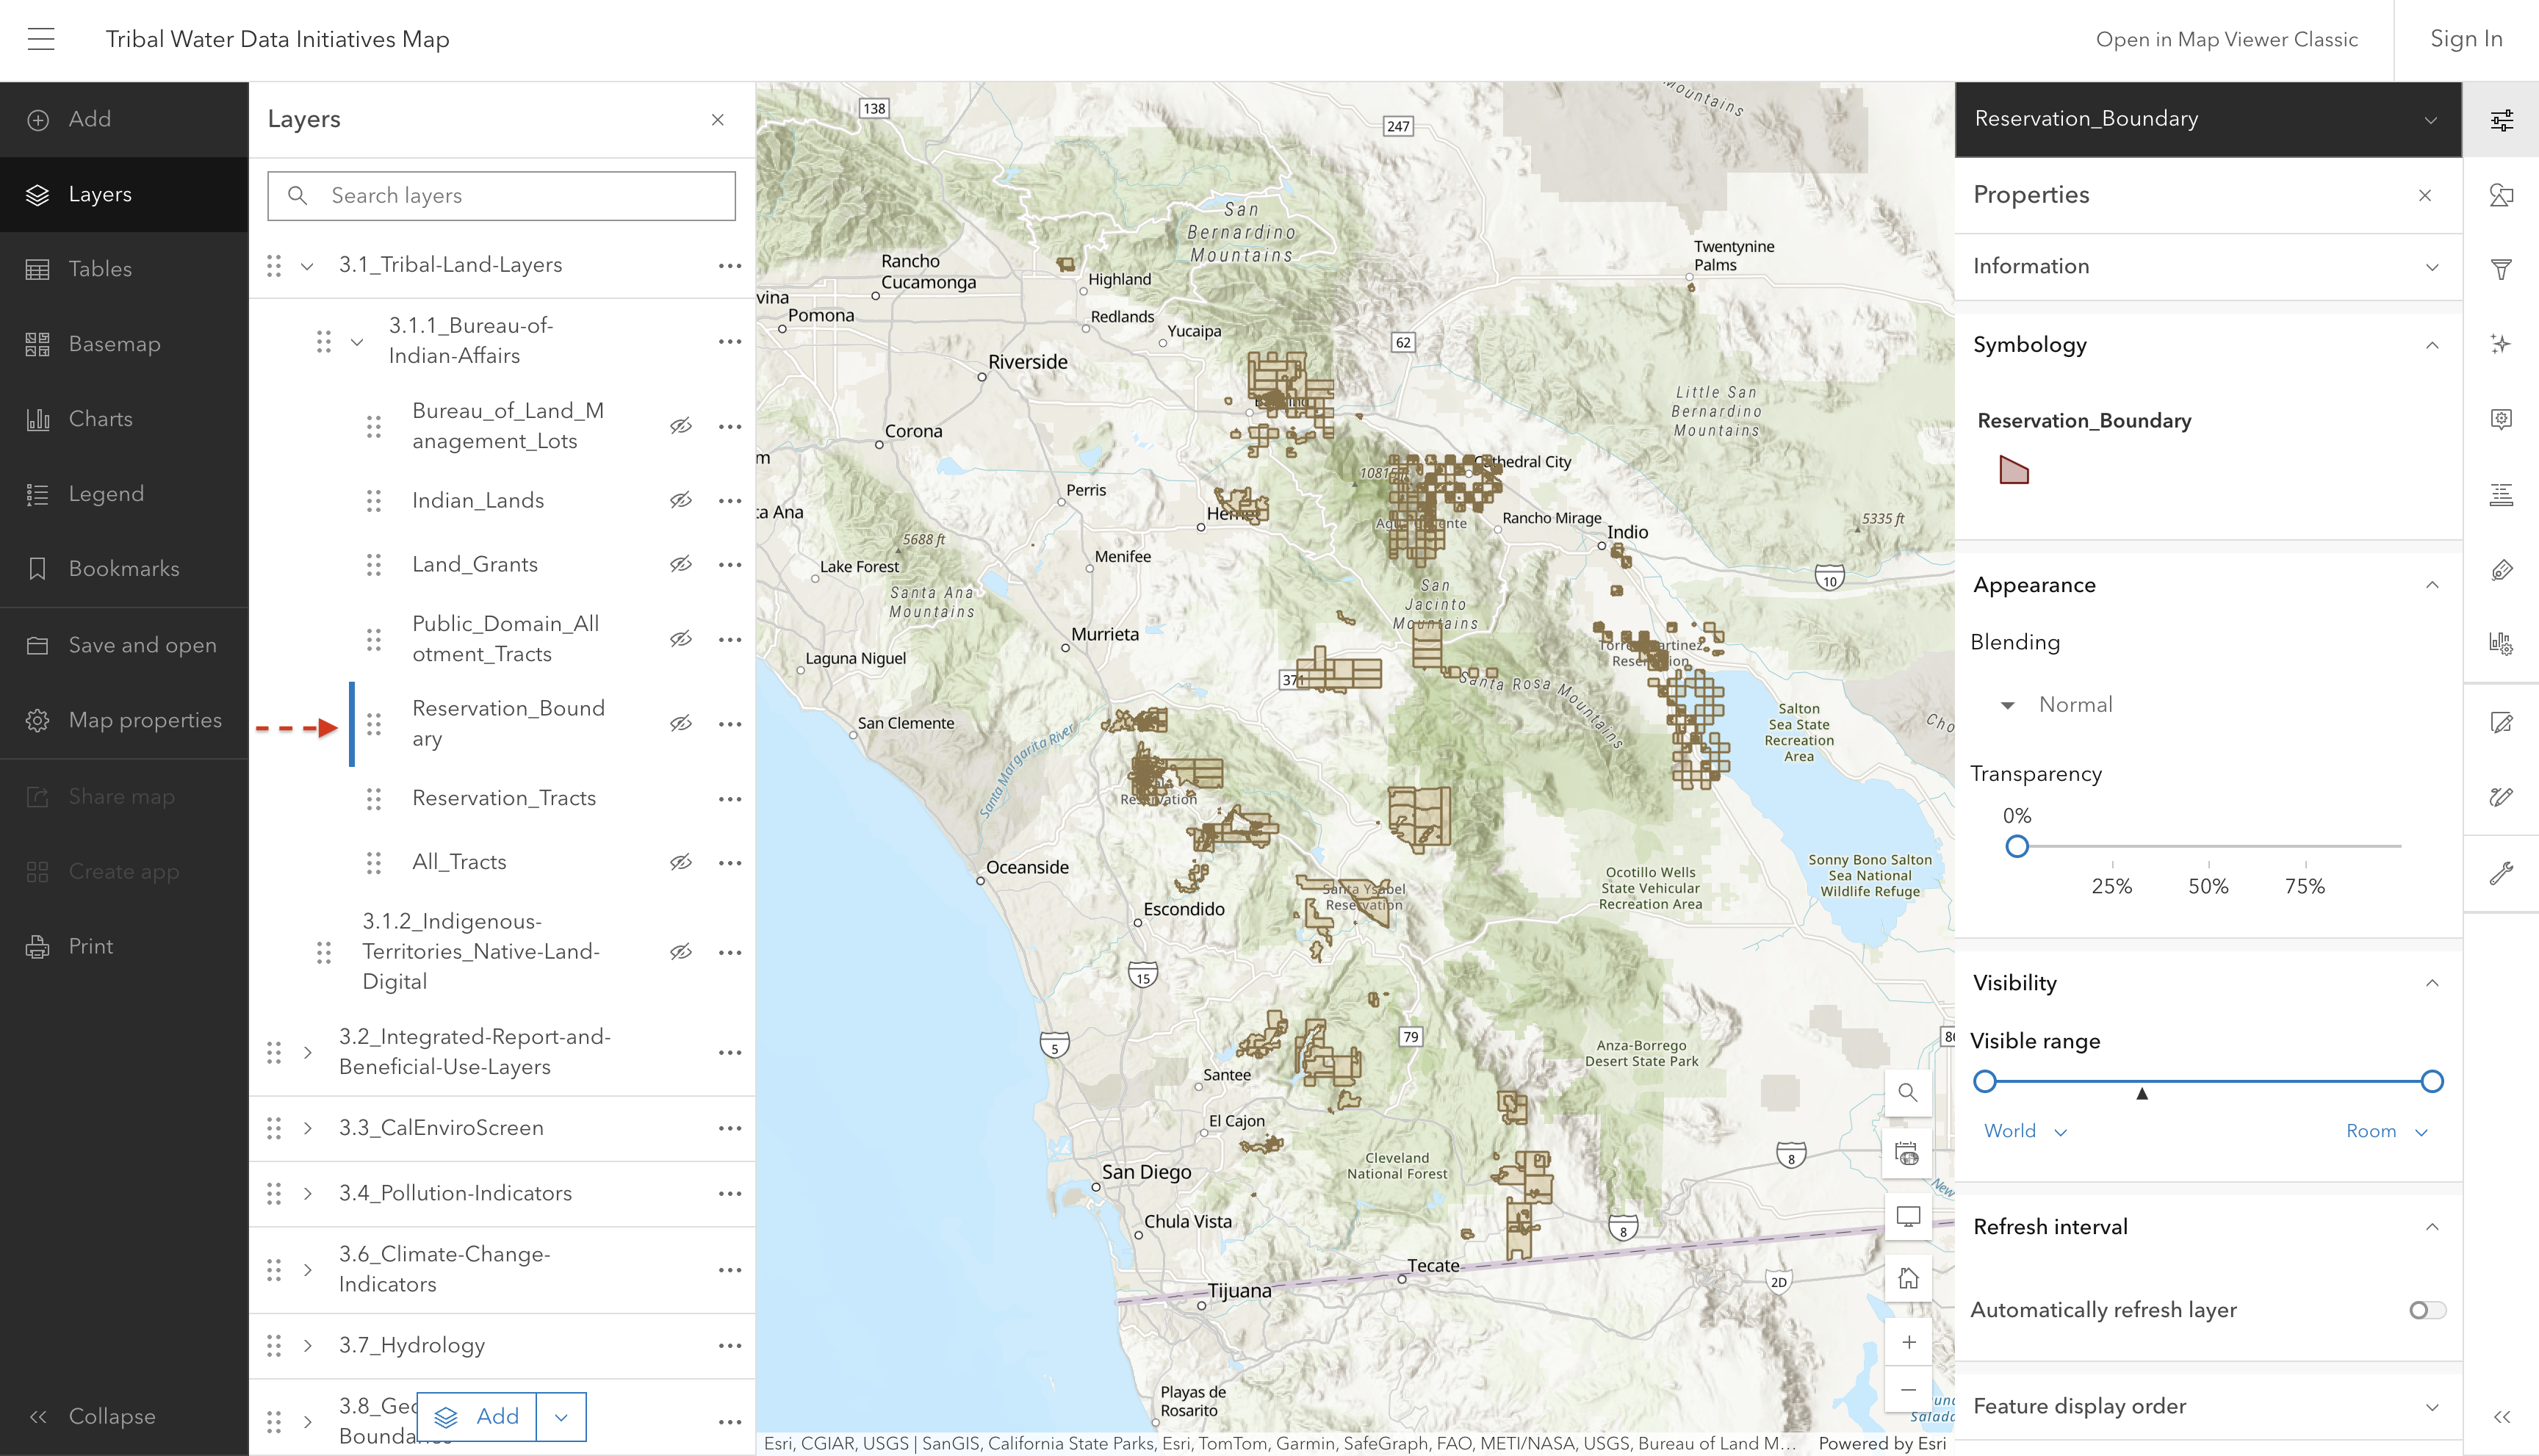 Tribal Water Data Initiatives Map
Open in Map Viewer Classic
Sign In
Add
Layers
Tables
Basemap
Charts
Legend
Bookmarks
Save and open
Map properties
Share map
Create app
Print
Collapse
Layers
Search layers
3.1_Tribal-Land-Layers
3.1.1_Bureau-of-
Indian-Affairs
Bureau_of_Land_M
anagement_Lots
Indian_Lands
Land_Grants
Public_Domain_All
otment_Tracts
Reservation_Bound
ary
Reservation_Tracts
All_Tracts
3.1.2_Indigenous-
Territories_Native-Land-
Digital
3.2_Integrated-Report-and-
Beneficial-Use-Layers
3.3_CalEnviroScreen
3.4_Pollution-Indicators
3.6_Climate-Change-
Indicators
3.7_Hydrology
3.8_Geo
Add
138
247
Mountains
San
Bernardino
Mountains
Twentynine
Palms
Rancho
Cucamonga
Highland
vina
Pomona
Redlands
Yucaipa
Riverside
62
Little San
Bernardino
Mountains
Corona
m
Cathedral City
Perris
ta Ana
Rancho Mirage
5335 ft
Indio
5688 ft
Menifee
Lake Forest
10
Santa Ana
Mountains
San
Jacinto
Mountains
Murrieta
Laguna Niguel
371
Santa Rosa Mountains
San Clemente
Santa Margarita River
Salton
Sea State
Recreation
Area
Cho
Reservation
Oceanside
Ocotillo Wells
State Vehicular
Recreation Area
Sonny Bono Salton
Sea National
Wildlife Refuge
Santa Ysabel
Reservation
Escondido
15
5
79
Anza-Borrego
Desert State Park
Santee
El Cajon
Cleveland
National Forest
8
San Diego
Chula Vista
8
New
Tecate
2D
Tijuana
Playas de
Rosarito
Esri, CGIAR, USGS | SanGIS, California State Parks, Esri, TomTom, Garmin, SafeGraph, FAO, METI/NASA, USGS, Bureau of Land M...
Powered by Esri
Reservation_Boundary
Properties
Information
Symbology
Reservation_Boundary
Appearance
Blending
Normal
Transparency
0%
25%
50%
75%
Visibility
Visible range
World
Room
Refresh interval
Automatically refresh layer
Feature display order